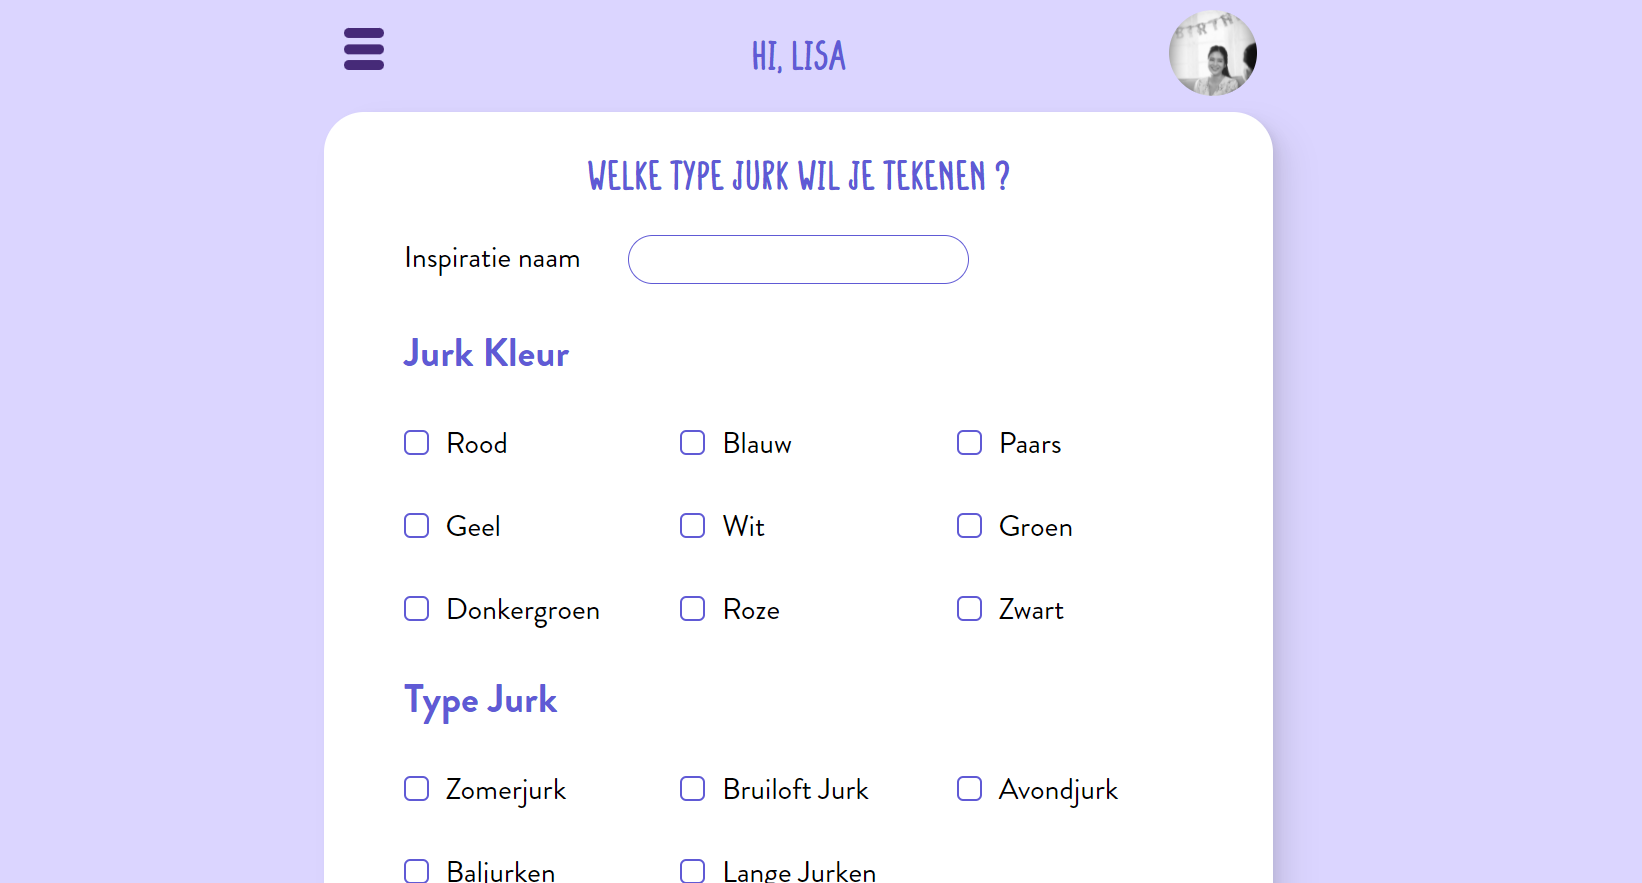 HI, LISA
WELKE TYPE JURK WIL JE TEKENEN ?
Inspiratie naam
Jurk Kleur
Rood Blauw Paars
Geel Wit Groen
Donkergroen Roze Zwart
Type Jurk
Zomerjurk Bruiloft Jurk Avondjurk
Baljurken Lange Jurken